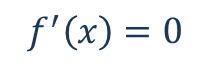 f′(x) = 0